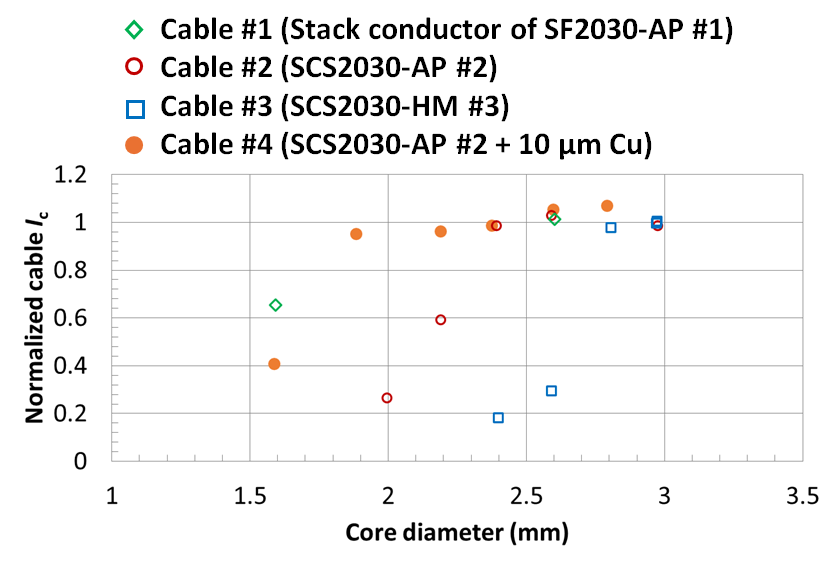 Cable #1 (Stack conductor of SF2030-AP #1)
Cable #2 (SCS2030-AP #2)
Cable #3 (SCS2030-HM #3)
Cable #4 (SCS2030-AP #2 + 10 µm Cu)
1.2
1
0.8
0.6
0.4
0.2
0
Normalized cable Ic
1 1.5 2 2.5 3 3.5
Core diameter (mm)